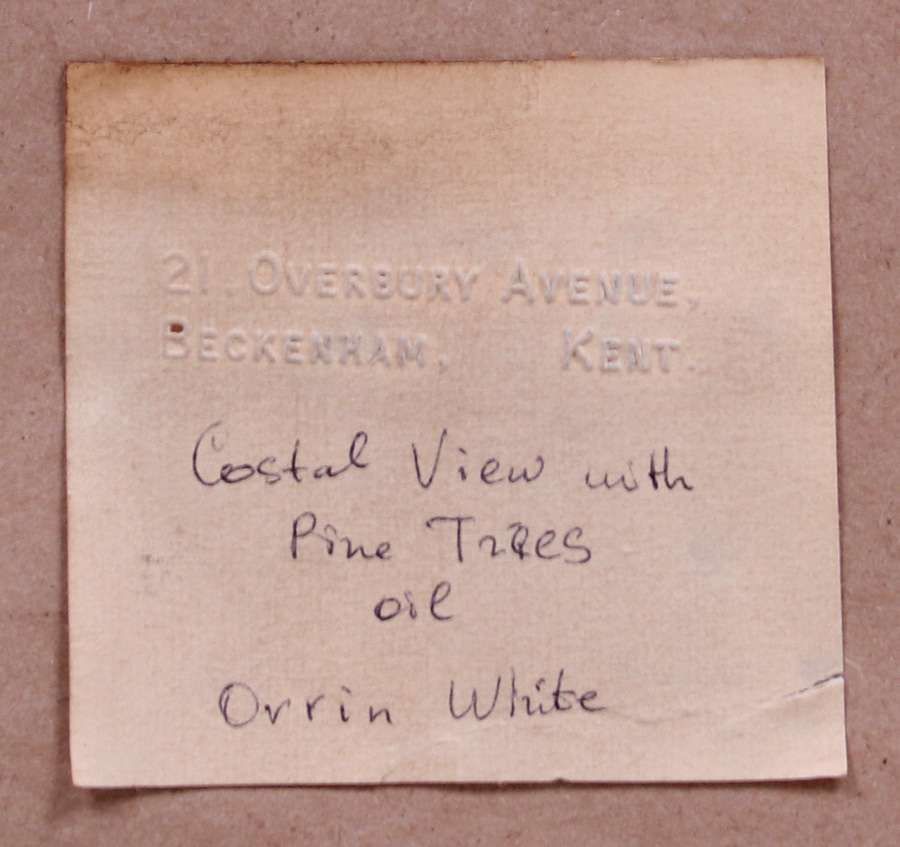 21. OVERBURY AVENUE,
BECKENHAM, KENT.
Costal View with
Pine Trees
oil
Orrin White